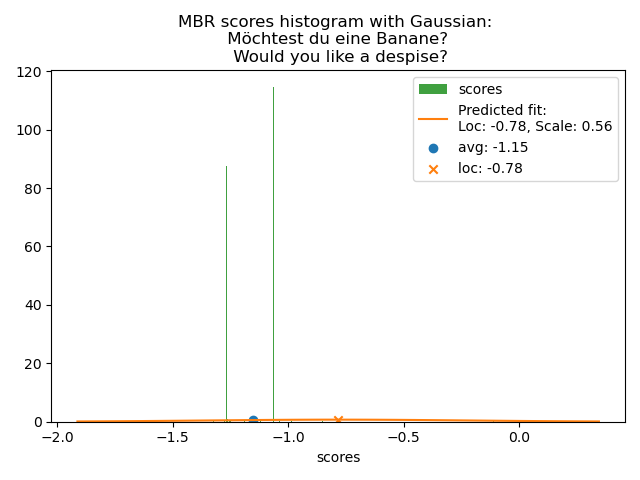 MBR scores histogram with Gaussian:
Möchtest du eine Banane?
Would you like a despise?
120
100
80
60
40
20
0
scores
Predicted fit:
Loc: -0.78, Scale: 0.56
avg: -1.15
loc: -0.78
−2.0 −1.5 −1.0 −0.5 0.0
scores